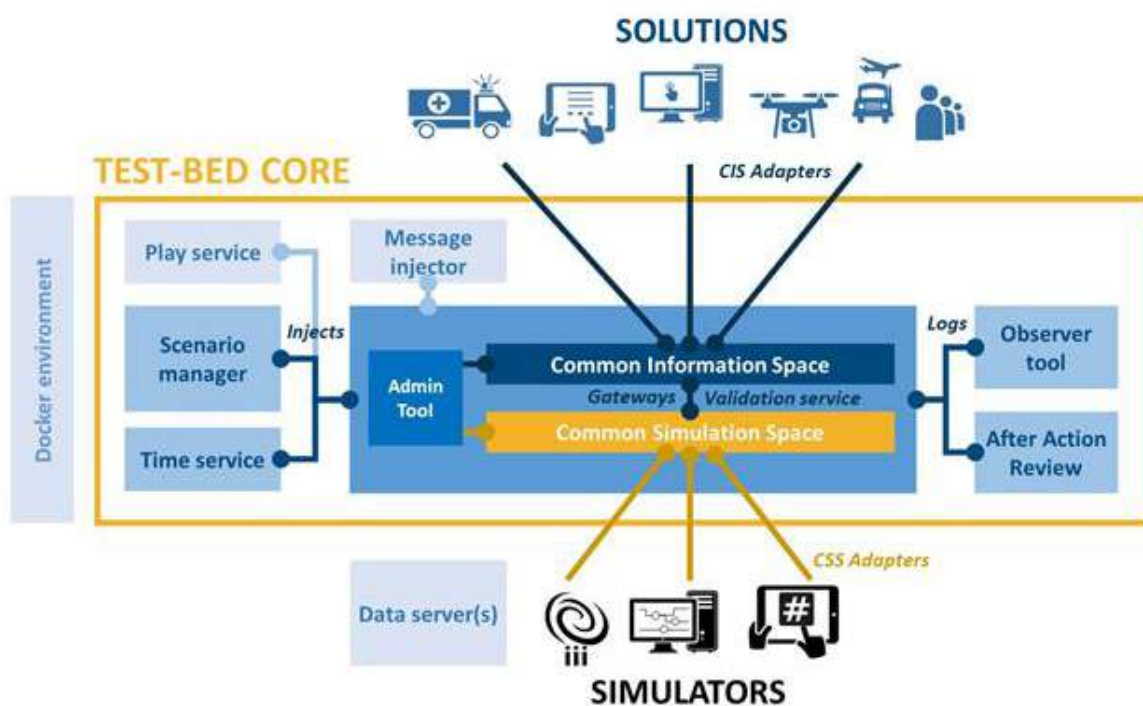 SOLUTIONS
CIS Adapters
TEST-BED CORE
Docker environment
Play service
Message
injector
Scenario
manager
Injects
Time service
Admin
Tool
Common Information Space
Gateways
Validation service
Common Simulation Space
Logs
Observer
tool
After Action
Review
CSS Adapters
Data server(s)
#
iii
SIMULATORS